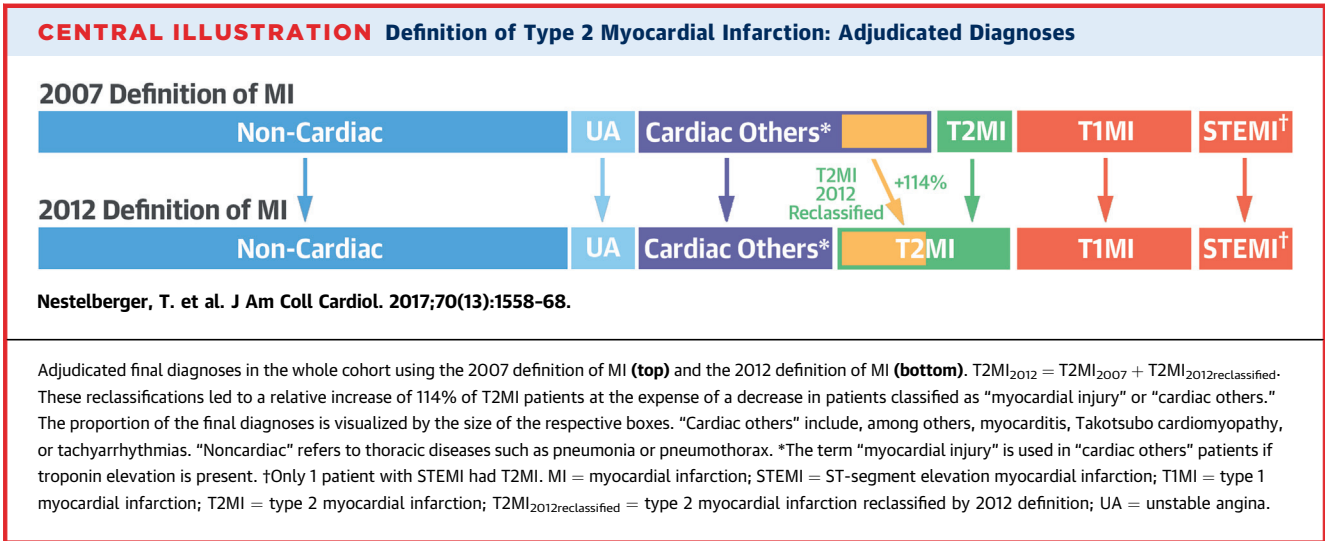 CENTRAL ILLUSTRATION Definition of Type 2 Myocardial Infarction: Adjudicated Diagnoses
2007 Definition of MI
Non-Cardiac UA Cardiac Others* T2MI T1MI STEMI†
T2MI
2012
Reclassified
+114%
2012 Definition of MI
Non-Cardiac UA Cardiac Others* T2MI T1MI STEMI†
Nestelberger, T. et al. J Am Coll Cardiol. 2017;70(13):1558–68.
Adjudicated final diagnoses in the whole cohort using the 2007 definition of MI (top) and the 2012 definition of MI (bottom). T2MI2012 = T2MI2007 + T2MI2012reclassified.
These reclassifications led to a relative increase of 114% of T2MI patients at the expense of a decrease in patients classified as “myocardial injury” or “cardiac others.”
The proportion of the final diagnoses is visualized by the size of the respective boxes. “Cardiac others” include, among others, myocarditis, Takotsubo cardiomyopathy,
or tachyarrhythmias. “Noncardiac” refers to thoracic diseases such as pneumonia or pneumothorax. *The term “myocardial injury” is used in “cardiac others” patients if
troponin elevation is present. †Only 1 patient with STEMI had T2MI. MI = myocardial infarction; STEMI = ST-segment elevation myocardial infarction; T1MI = type 1
myocardial infarction; T2MI = type 2 myocardial infarction; T2MI2012reclassified = type 2 myocardial infarction reclassified by 2012 definition; UA = unstable angina.